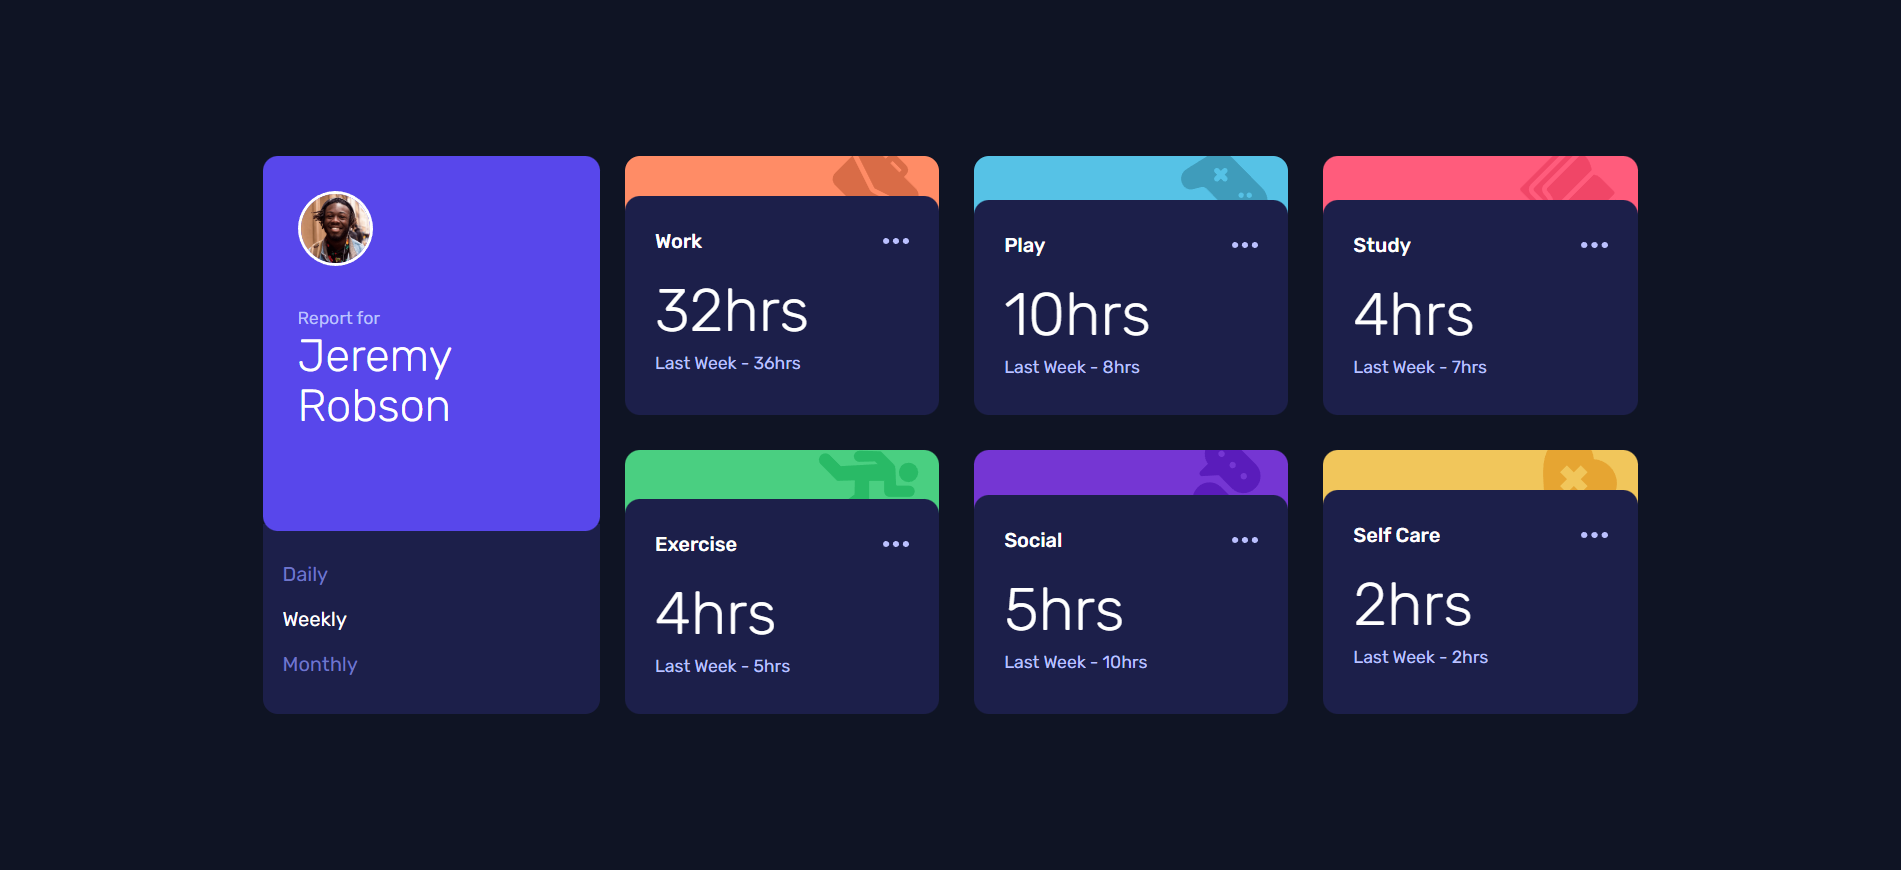 Report for
Jeremy
Robson
Daily
Weekly
Monthly
Work
32hrs
Last Week - 36hrs
Play
10hrs
Last Week - 8hrs
Study
4hrs
Last Week - 7hrs
Exercise
4hrs
Last Week - 5hrs
Social
5hrs
Last Week - 10hrs
Self Care
2hrs
Last Week - 2hrs